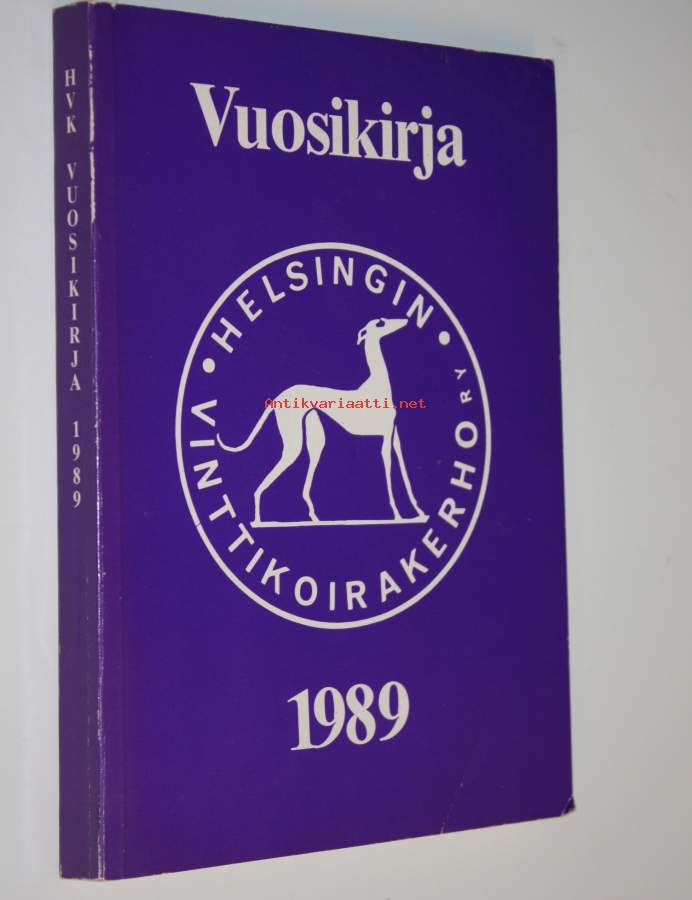 HVK VUOSIKIRJA 1989
Vuosikirja
• HELSINGIN •
VINTTIKOIRAKERHO RY
Antikvariaatti.net
1989